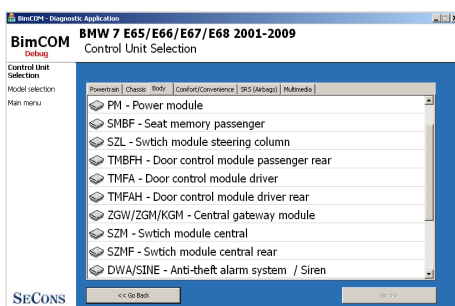 BimCOM - Diagnostic Application
BimCOM
Debug
BMW 7 E65/E66/E67/E68 2001-2009
Control Unit Selection
Control Unit
Selection
Model selection
Main menu
Powertrain Chassis Body Comfort/Convenience SRS (Airbags) Multimedia
PM - Power module
SMBF - Seat memory passenger
SZL - Swtich module steering column
TMBFH - Door control module passenger rear
TMFA - Door control module driver
TMFAH - Door control module driver rear
ZGW/ZGM/KGM - Central gateway module
SZM - Swtich module central
SZMF - Swtich module central rear
DWA/SINE - Anti-theft alarm system / Siren
SECONS
<< Go Back
Go >>